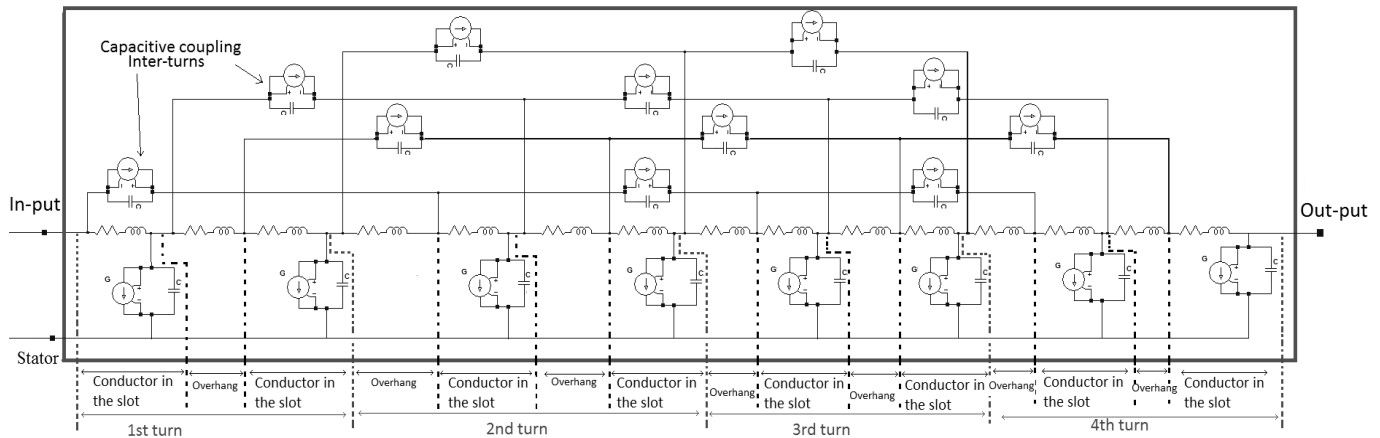 Capacitive coupling
Inter-turns
In-put
Out-put
G
C
G
C
G
C
G
C
G
C
G
C
G
C
G
C
Stator
Conductor in
the slot
Overhang
Conductor in
the slot
Overhang
Conductor in
the slot
Overhang
Conductor in
the slot
Overhang
Conductor in
the slot
Overhang
Conductor in
the slot
Overhang
Conductor in
the slot
Overhang
Conductor in
the slot
1st turn
2nd turn
3rd turn
4th turn